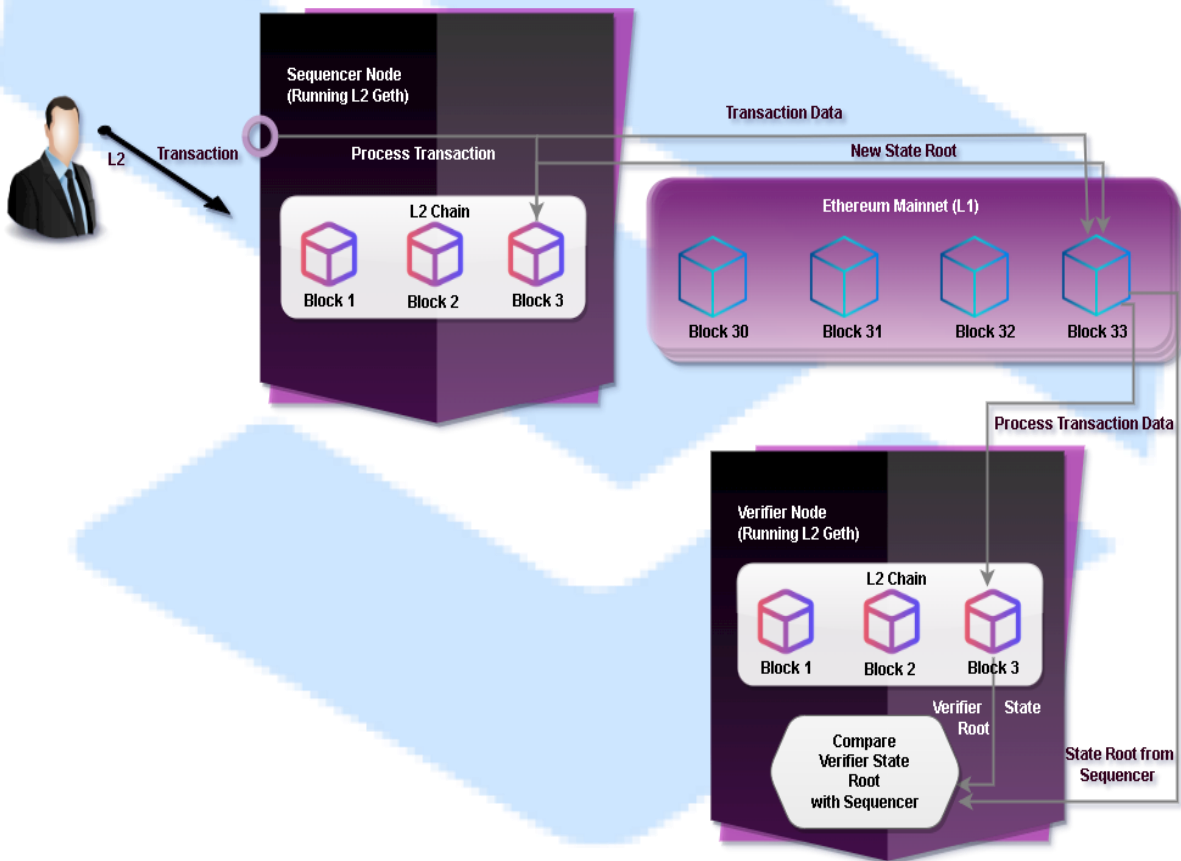 Sequencer Node
(Running L2 Geth)
L2 Transaction
Process Transaction
Transaction Data
New State Root
L2 Chain
Block 1
Block 2
Block 3
Ethereum Mainnet (L1)
Block 30
Block 31
Block 32
Block 33
Process Transaction Data
Verifier Node
(Running L2 Geth)
L2 Chain
Block 1
Block 2
Block 3
Verifier State
Root
Compare
Verifier State
Root
with Sequencer
State Root from
Sequencer